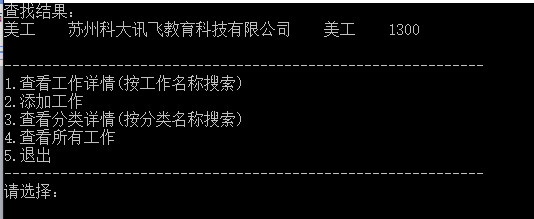 查找结果：
美工    苏州科大讯飞教育科技有限公司    美工    1300
------------------------------------------------------------
1.查看工作详情(按工作名称搜索)
2.添加工作
3.查看分类详情(按分类名称搜索)
4.查看所有工作
5.退出
------------------------------------------------------------
请选择：